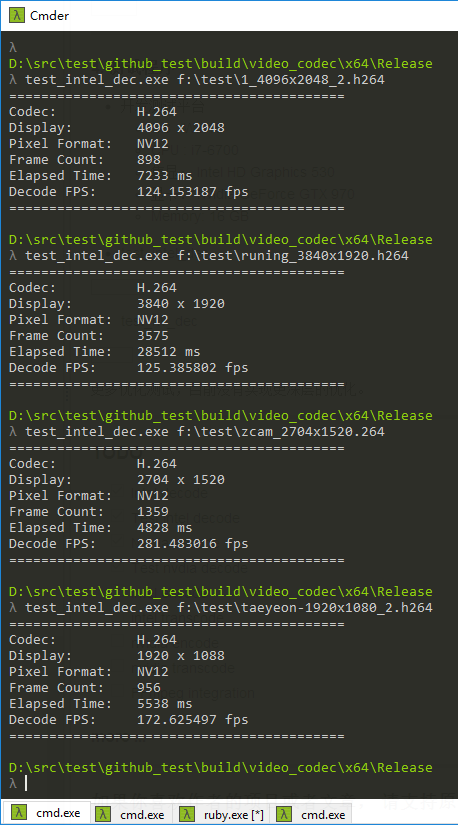 Cmder
λ
D:\src\test\github_test\build\video_codec\x64\Release
λ test_intel_dec.exe f:\test\1_4096x2048_2.h264
==========================================
Codec:          H.264
Display:        4096 x 2048
Pixel Format:   NV12
Frame Count:    898
Elapsed Time:   7233 ms
Decode FPS:     124.153187 fps
==========================================
D:\src\test\github_test\build\video_codec\x64\Release
λ test_intel_dec.exe f:\test\runing_3840x1920.h264
==========================================
Codec:          H.264
Display:        3840 x 1920
Pixel Format:   NV12
Frame Count:    3575
Elapsed Time:   28512 ms
Decode FPS:     125.385802 fps
==========================================
D:\src\test\github_test\build\video_codec\x64\Release
λ test_intel_dec.exe f:\test\zcam_2704x1520.264
==========================================
Codec:          H.264
Display:        2704 x 1520
Pixel Format:   NV12
Frame Count:    1359
Elapsed Time:   4828 ms
Decode FPS:     281.483016 fps
==========================================
D:\src\test\github_test\build\video_codec\x64\Release
λ test_intel_dec.exe f:\test\taeyeon-1920x1080_2.h264
==========================================
Codec:          H.264
Display:        1920 x 1088
Pixel Format:   NV12
Frame Count:    956
Elapsed Time:   5538 ms
Decode FPS:     172.625497 fps
==========================================
D:\src\test\github_test\build\video_codec\x64\Release
λ
cmd.exe cmd.exe ruby.exe [*] cmd.exe